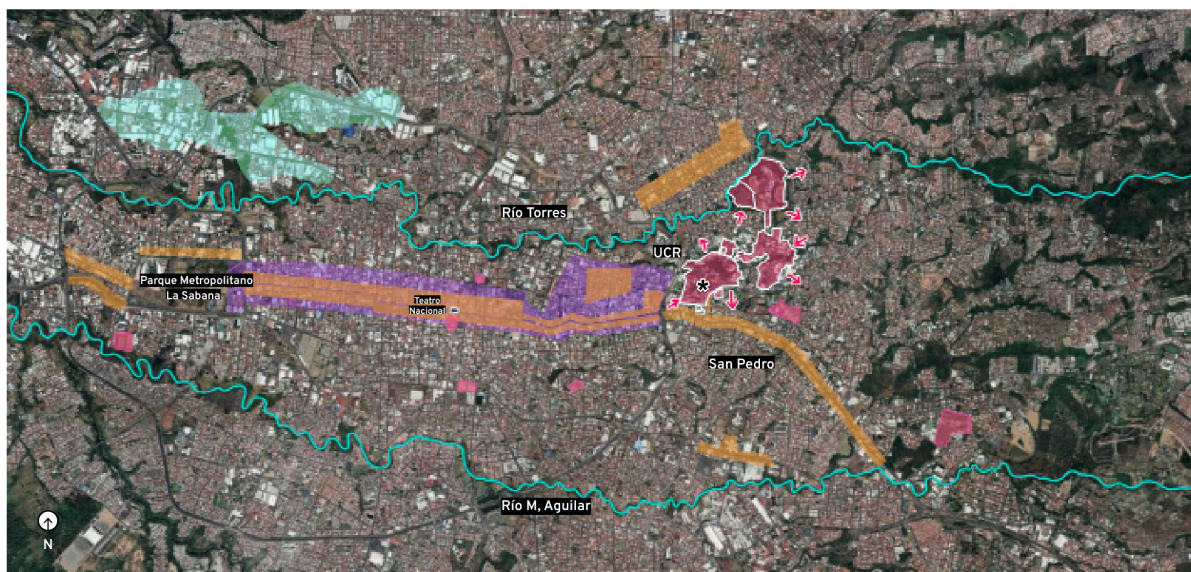 Río Torres
UCR
Parque Metropolitano
La Sabana
Teatro
Nacional
*
San Pedro
Río M, Aguilar
N